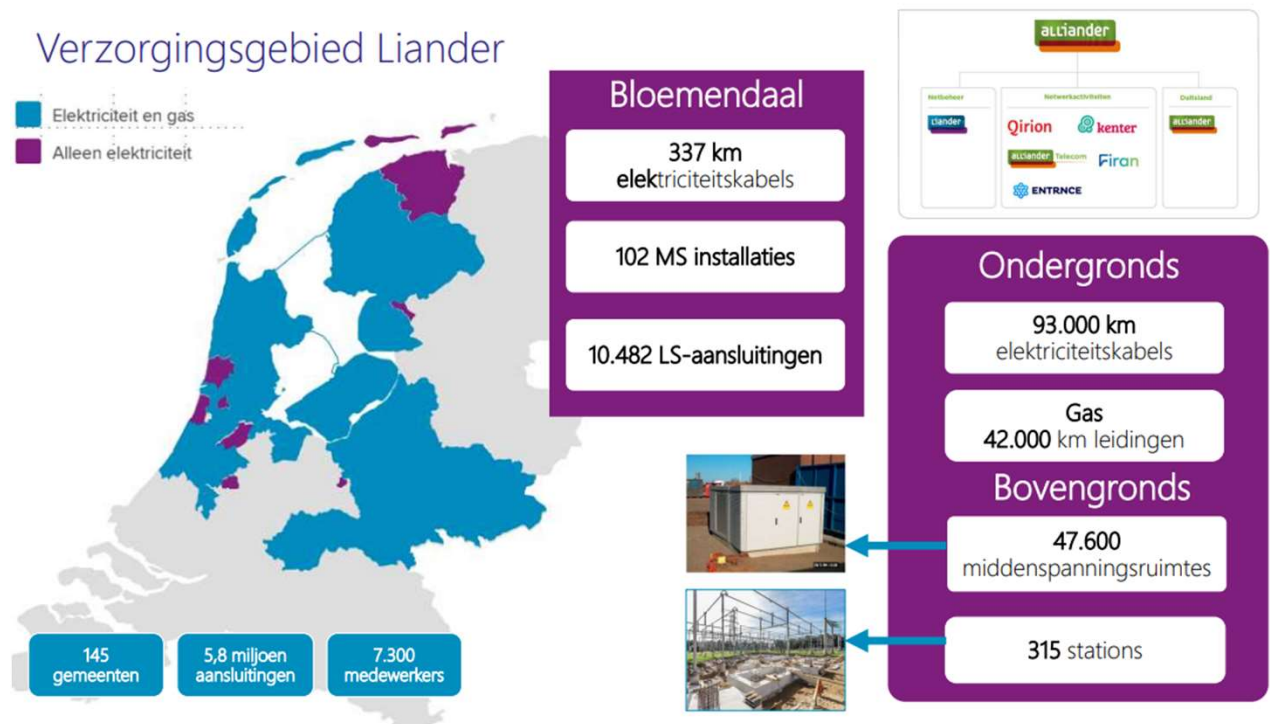 Verzorgingsgebied Liander
Elektriciteit en gas
Alleen elektriciteit
145
gemeenten
5,8 miljoen
aansluitingen
7.300
medewerkers
Bloemendaal
337 km
elektriciteitskabels
102 MS installaties
10.482 LS-aansluitingen
alliander
Netbeheer
Liander
Netwerkactiviteiten
Qirion
kenter
alliander Telecom
Firan
ENTRNCE
Duitsland
alliander
Ondergronds
93.000 km
elektriciteitskabels
Gas
42.000 km leidingen
Bovengronds
47.600
middenspanningsruimtes
315 stations